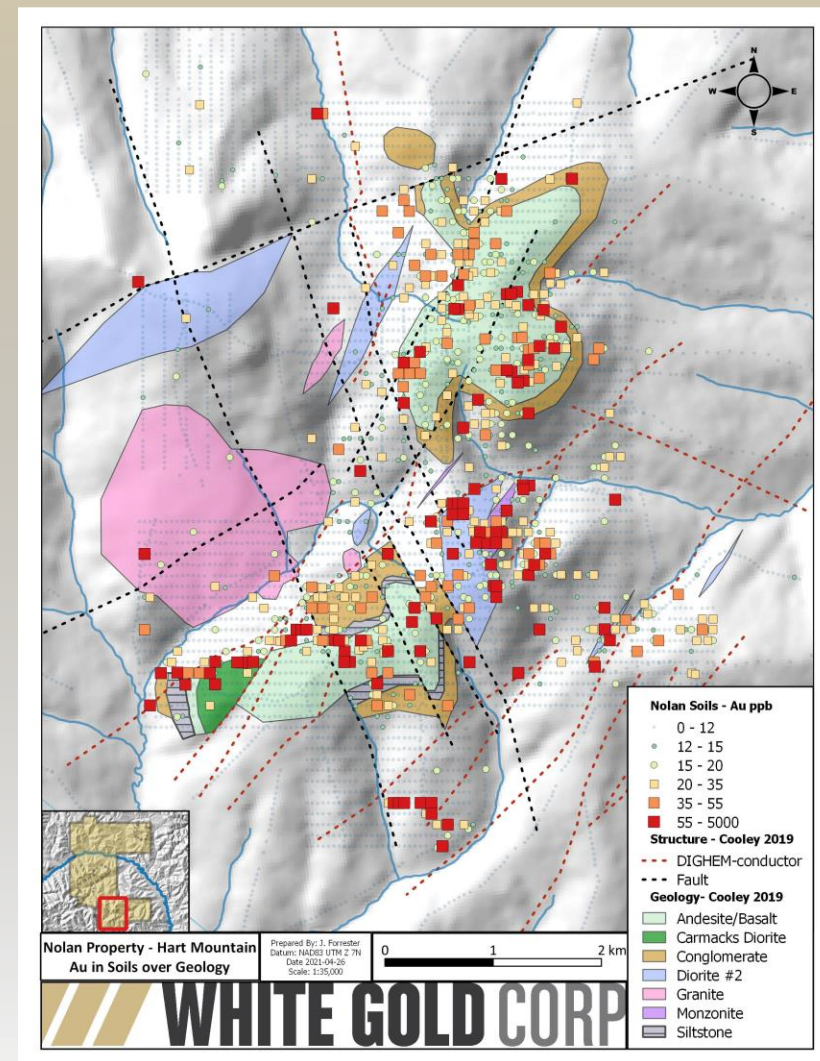 N
W E
S
Nolan Soils - Au ppb
0 - 12
12 - 15
15 - 20
20 - 35
35 - 55
55 - 5000
Structure - Cooley 2019
DIGHEM-conductor
Fault
Geology- Cooley 2019
Andesite/Basalt
Carmacks Diorite
Conglomerate
Diorite #2
Granite
Monzonite
Siltstone
Nolan Property - Hart Mountain
Au in Soils over Geology
Prepared By: J. Forrester
Datum: NAD83 UTM Z 7N
Date 2021-04-26
Scale: 1:35,000
0 1 2 km
WHITE GOLD CORP